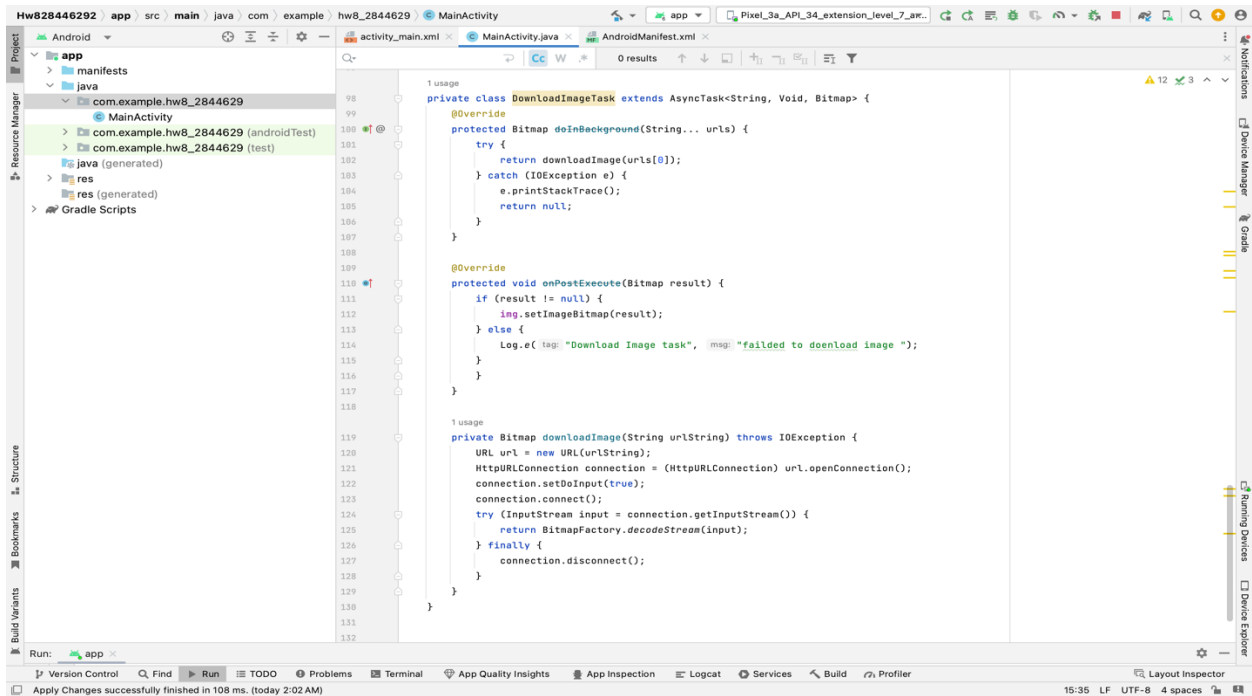 Hw828446292 > app > src > main > java > com > example > hw8_2844629 > MainActivity
app
Pixel_3a_API_34_extension_level_7_ar...
Android
activity_main.xml
MainActivity.java
AndroidManifest.xml
Project
Resource Manager
Structure
Bookmarks
Build Variants
app
manifests
java
com.example.hw8_2844629
MainActivity
com.example.hw8_2844629 (androidTest)
com.example.hw8_2844629 (test)
java (generated)
res
res (generated)
Gradle Scripts
Cc W .* 0 results
12 3
1 usage
98 private class DownloadImageTask extends AsyncTask<String, Void, Bitmap> {
99 @Override
100 protected Bitmap doInBackground(String... urls) {
101 try {
102 return downloadImage(urls[0]);
103 } catch (IOException e) {
104 e.printStackTrace();
105 return null;
106 }
107 }
108
109 @Override
110 protected void onPostExecute(Bitmap result) {
111 if (result != null) {
112 img.setImageBitmap(result);
113 } else {
114 Log.e( tag: "Download Image task", msg: "failded to doenload image ");
115 }
116 }
117 }
118
1 usage
119 private Bitmap downloadImage(String urlString) throws IOException {
120 URL url = new URL(urlString);
121 HttpURLConnection connection = (HttpURLConnection) url.openConnection();
122 connection.setDoInput(true);
123 connection.connect();
124 try (InputStream input = connection.getInputStream()) {
125 return BitmapFactory.decodeStream(input);
126 } finally {
127 connection.disconnect();
128 }
129 }
130 }
131
132
Notifications
Device Manager
Gradle
Running Devices
Device Explorer
Run: app
Version Control Find Run TODO Problems Terminal App Quality Insights App Inspection Logcat Services Build Profiler Layout Inspector
Apply Changes successfully finished in 108 ms. (today 2:02 AM) 15:35 LF UTF-8 4 spaces